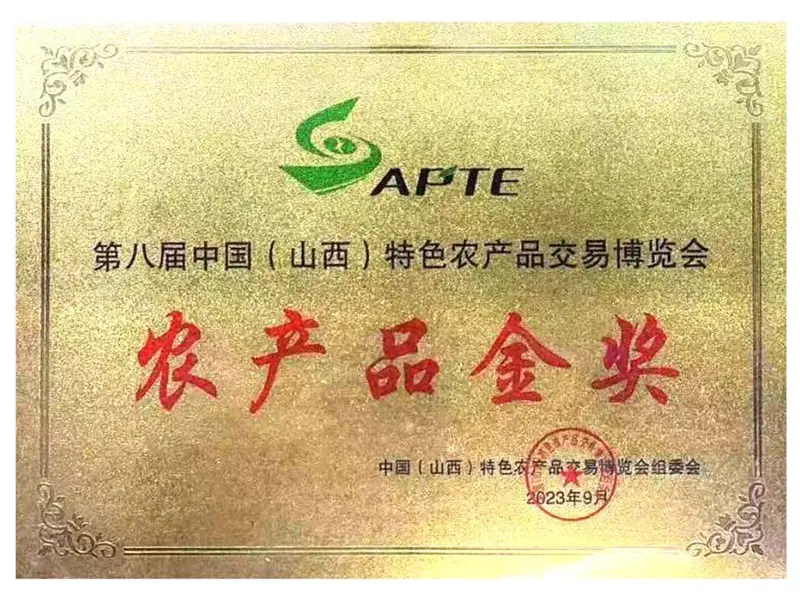 SAPTE
第八届中国（山西）特色农产品交易博览会
农产品金奖
中国（山西）特色农产品交易博览会组委会
2023年9月